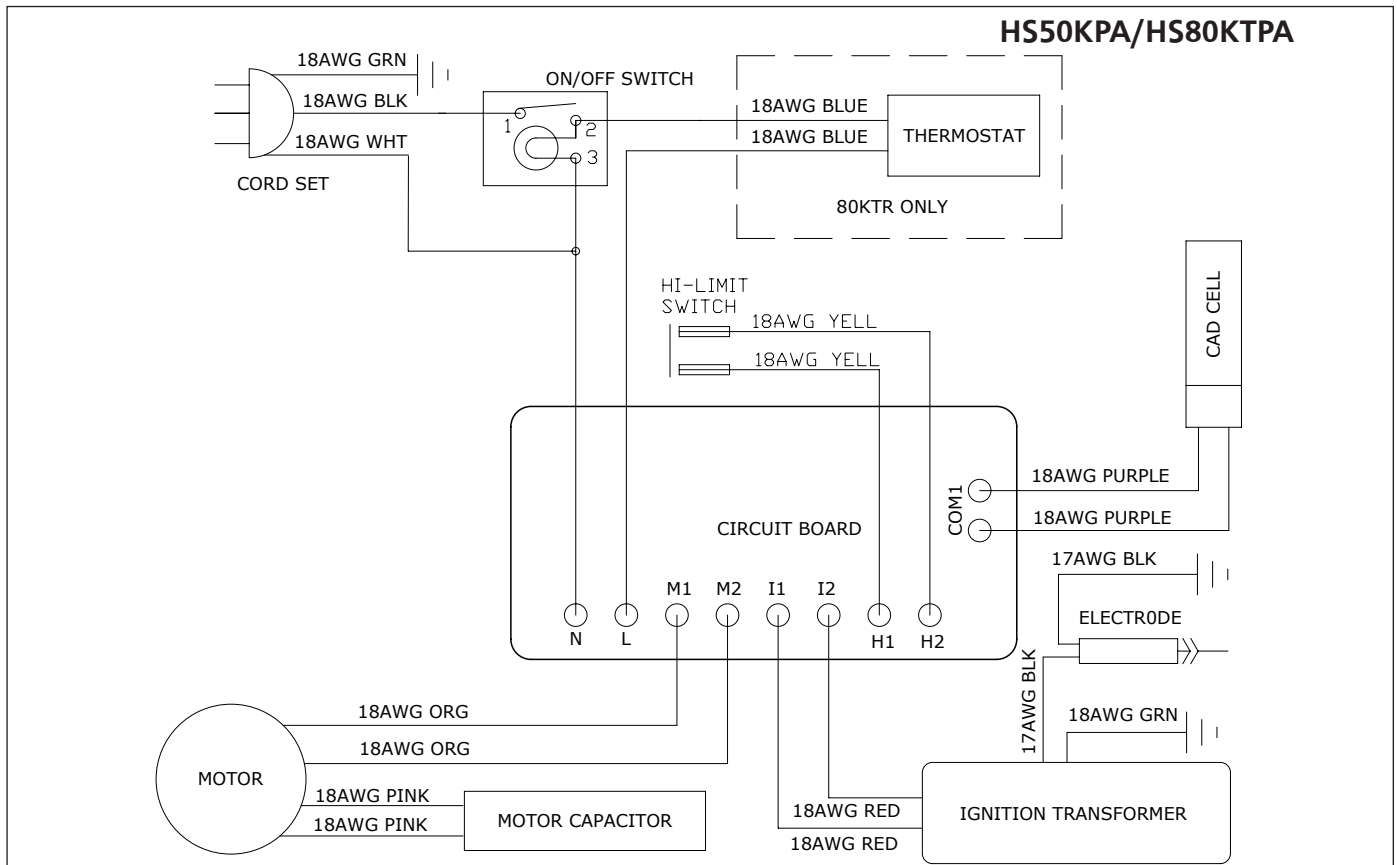 HS50KPA/HS80KTPA
18AWG GRN
ON/OFF SWITCH
18AWG BLK
1
2
3
18AWG WHT
CORD SET
18AWG BLUE
18AWG BLUE
THERMOSTAT
80KTR ONLY
HI-LIMIT
SWITCH
18AWG YELL
18AWG YELL
CAD CELL
COM1
18AWG PURPLE
18AWG PURPLE
CIRCUIT BOARD
N
L
M1
M2
I1
I2
H1
H2
17AWG BLK
ELECTR0DE
17AWG BLK
18AWG GRN
18AWG ORG
18AWG ORG
MOTOR
18AWG PINK
18AWG PINK
MOTOR CAPACITOR
18AWG RED
18AWG RED
IGNITION TRANSFORMER